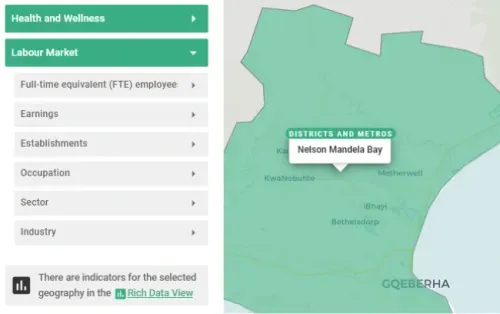 Health and Wellness
Labour Market
Full-time equivalent (FTE) employee
Earnings
Establishments
Occupation
Sector
Industry
There are indicators for the selected
geography in the Rich Data View
DISTRICTS AND METROS
Nelson Mandela Bay
KwaNobuhle
Motherwell
iBhayi
Bethelsdorp
GQEBERHA